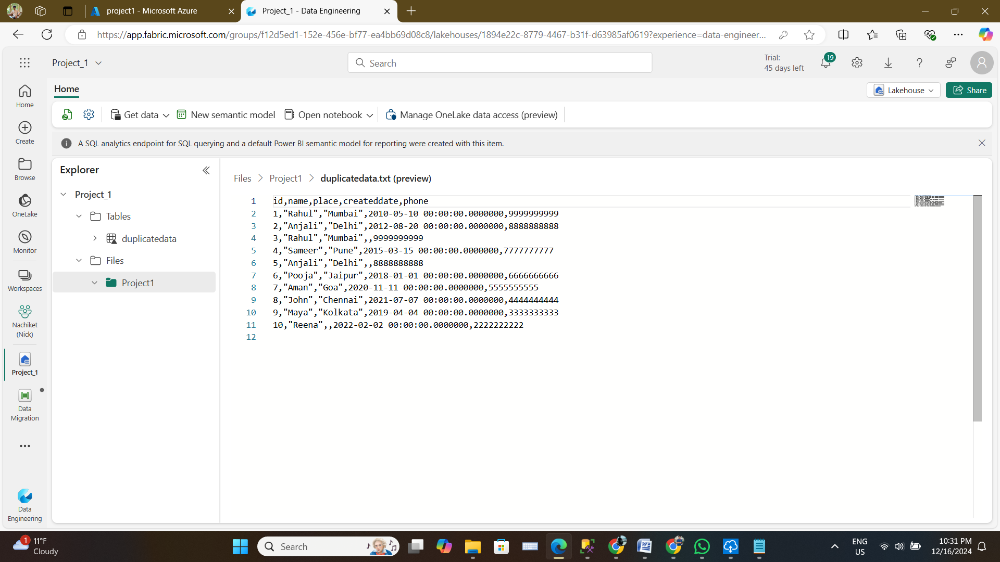 project1 - Microsoft Azure
Project_1 - Data Engineering
https://app.fabric.microsoft.com/groups/f12d5ed1-152e-456e-bf77-ea4bb69d08c8/lakehouses/1894e22c-8779-4467-b31f-d63985af0619?experience=data-engineer...
Project_1
Search
Trial:
45 days left
19
Home
Lakehouse
Share
Get data
New semantic model
Open notebook
Manage OneLake data access (preview)
A SQL analytics endpoint for SQL querying and a default Power BI semantic model for reporting were created with this item.
Home
Create
Browse
OneLake
Monitor
Workspaces
Nachiket
(Nick)
Project_1
Data
Migration
Data
Engineering
Explorer
Project_1
Tables
duplicatedata
Files
Project1
Files > Project1 > duplicatedata.txt (preview)
1 id,name,place,createddate,phone
2 1,"Rahul","Mumbai",2010-05-10 00:00:00.0000000,9999999999
3 2,"Anjali","Delhi",2012-08-20 00:00:00.0000000,8888888888
4 3,"Rahul","Mumbai",,9999999999
5 4,"Sameer","Pune",2015-03-15 00:00:00.0000000,7777777777
6 5,"Anjali","Delhi",,8888888888
7 6,"Pooja","Jaipur",2018-01-01 00:00:00.0000000,6666666666
8 7,"Aman","Goa",2020-11-11 00:00:00.0000000,5555555555
9 8,"John","Chennai",2021-07-07 00:00:00.0000000,4444444444
10 9,"Maya","Kolkata",2019-04-04 00:00:00.0000000,3333333333
11 10,"Reena",,2022-02-02 00:00:00.0000000,2222222222
12
1
11°F
Cloudy
Search
ENG
US
10:31 PM
12/16/2024